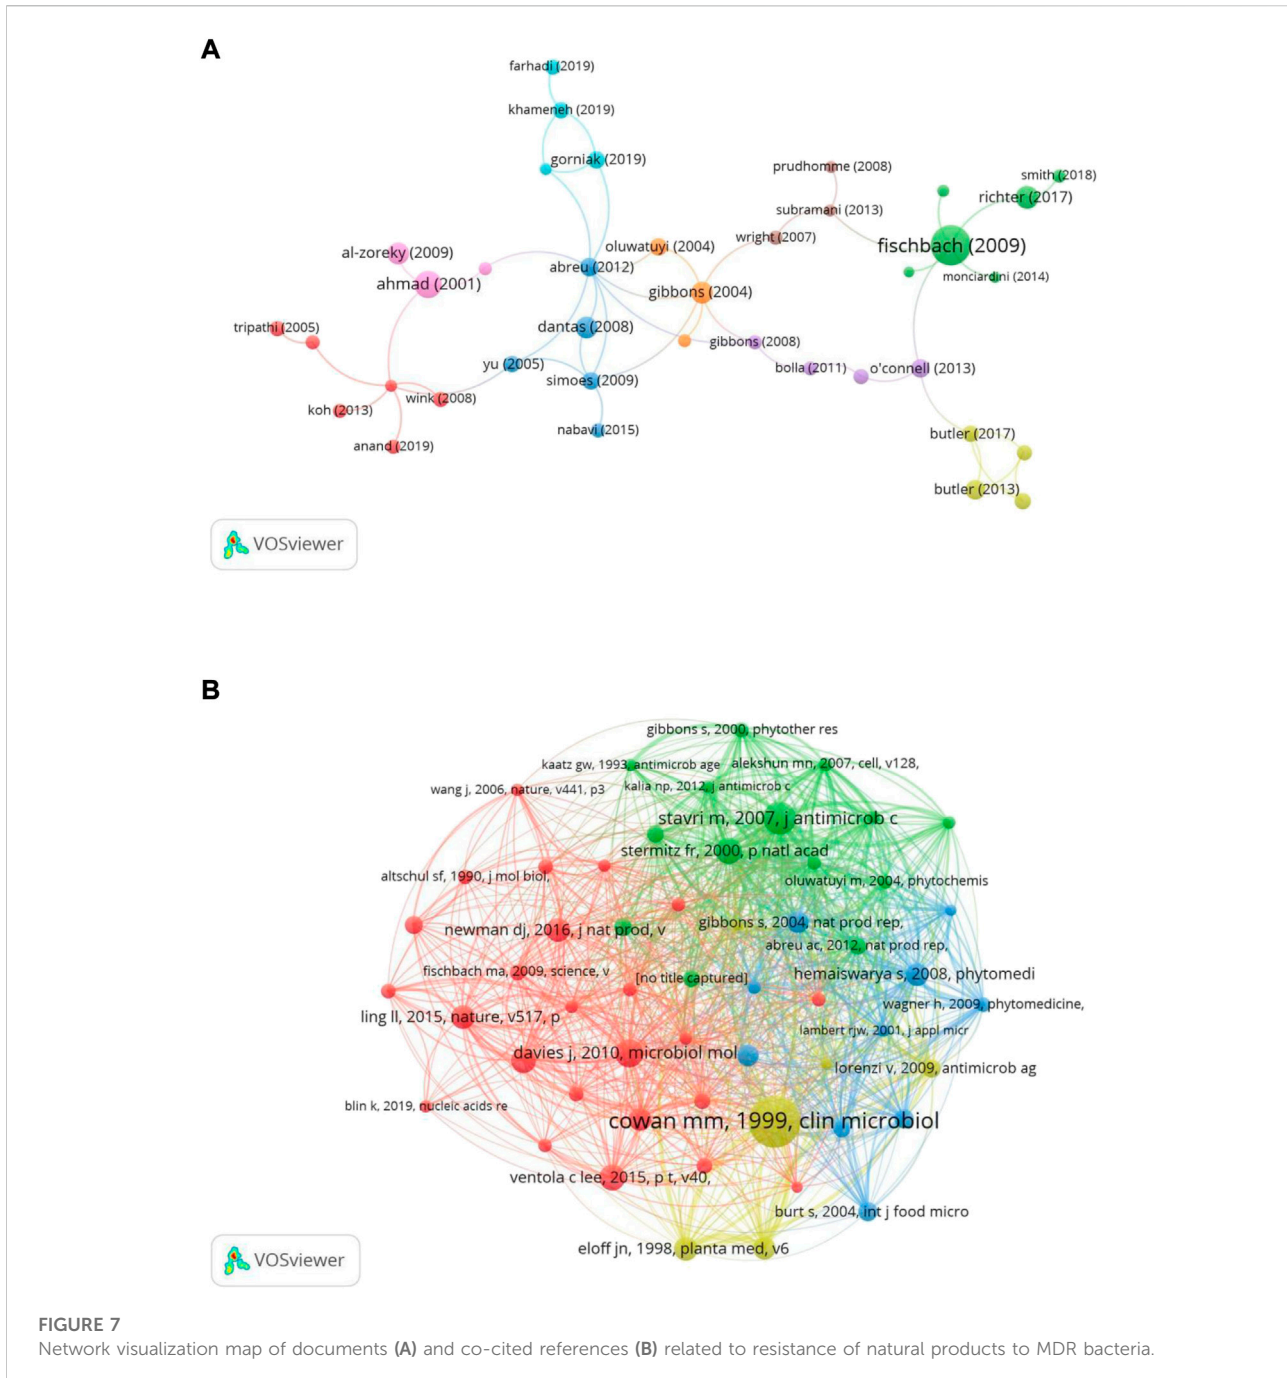 A
farhadi (2019)
khameneh (2019)
gorniak (2019)
prudhomme (2008)
smith (2018)
richter (2017)
subramani (2013)
wright (2007)
fischbach (2009)
oluwatuyi (2004)
al-zoreky (2009)
abreu (2012)
monciardini (2014)
ahmad (2001)
gibbons (2004)
tripathi (2005)
dantas (2008)
gibbons (2008)
yu (2005)
bolla (2011)
o'connell (2013)
simoes (2009)
wink (2008)
koh (2013)
nabavi (2015)
butler (2017)
anand (2019)
butler (2013)
VOSviewer
B
gibbons s, 2000, phytother res
kaatz gw, 1993, antimicrob age
alekshun mn, 2007, cell, v128,
wang j, 2006, nature, v441, p3
kalia np, 2012, j antimicrob c
stavri m, 2007, j antimicrob c
stermitz fr, 2000, p natl acad
altschul sf, 1990, j mol biol,
oluwatuyi m, 2004, phytochemis
newman dj, 2016, j nat prod, v
gibbons s, 2004, nat prod rep,
abreu ac, 2012, nat prod rep,
fischbach ma, 2009, science, v
[no title captured]
hemaiswarya s, 2008, phytomedi
wagner h, 2009, phytomedicine,
ling ll, 2015, nature, v517, p
lambert rjw, 2001, j appl micr
davies j, 2010, microbiol mol
lorenzi v, 2009, antimicrob ag
blin k, 2019, nucleic acids re
cowan mm, 1999, clin microbiol
ventola c lee, 2015, p t, v40,
burt s, 2004, int j food micro
eloff jn, 1998, planta med, v6
VOSviewer
FIGURE 7
Network visualization map of documents (A) and co-cited references (B) related to resistance of natural products to MDR bacteria.